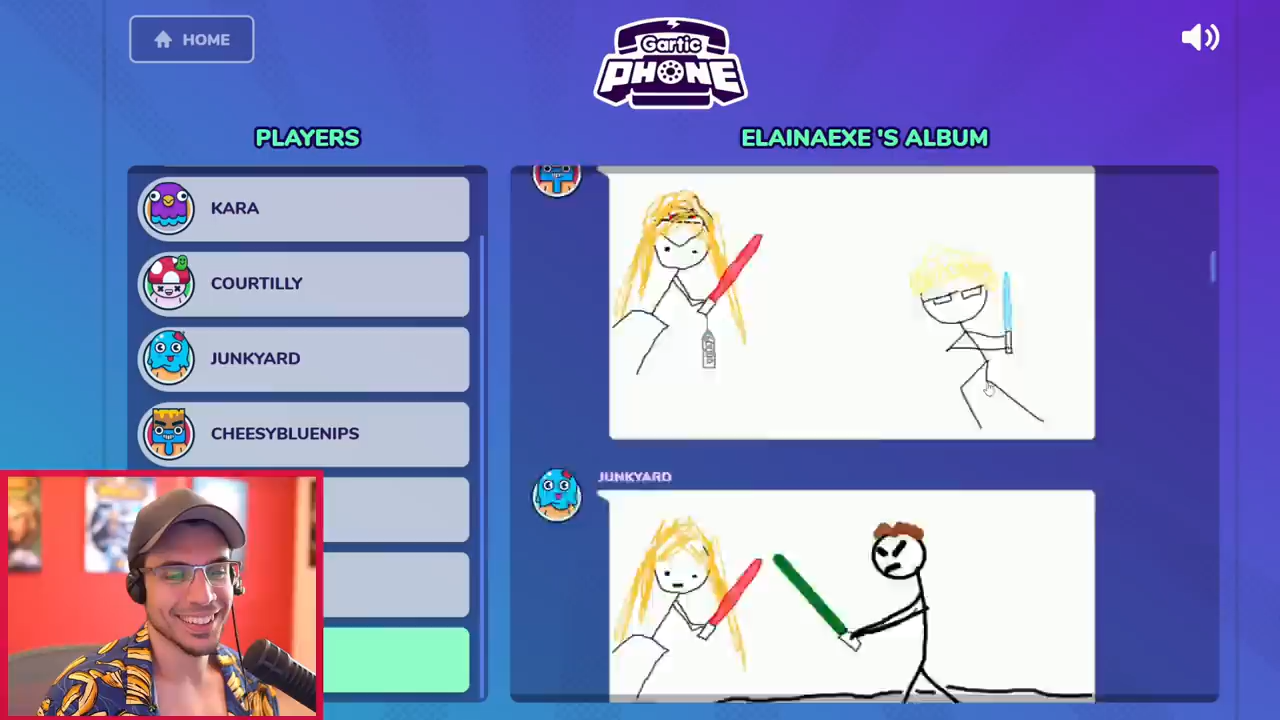 HOME
Gartic
PHONE
PLAYERS
ELAINAEXE 'S ALBUM
KARA
COURTILLY
JUNKYARD
CHEESYBLUENIPS
JUNKYARD